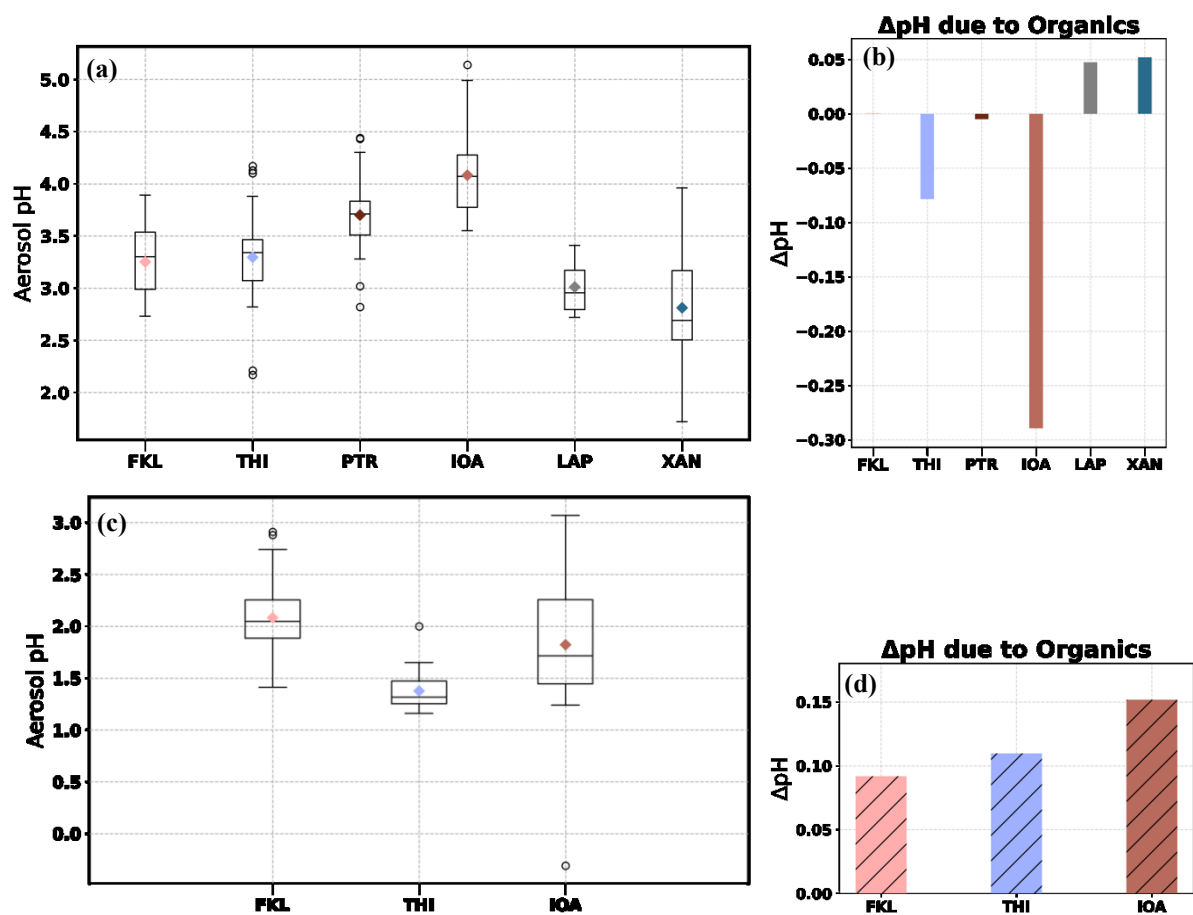 (a)
Aerosol pH
5.0
4.5
4.0
3.5
3.0
2.5
2.0
FKL THI PTR IOA LAP XAN
ΔpH due to Organics
(b)
ΔpH
0.05
0.00
−0.05
−0.10
−0.15
−0.20
−0.25
−0.30
FKL THI PTR IOA LAP XAN
(c)
Aerosol pH
3.0
2.5
2.0
1.5
1.0
0.5
0.0
FKL THI IOA
ΔpH due to Organics
(d)
ΔpH
0.15
0.10
0.05
0.00
FKL THI IOA